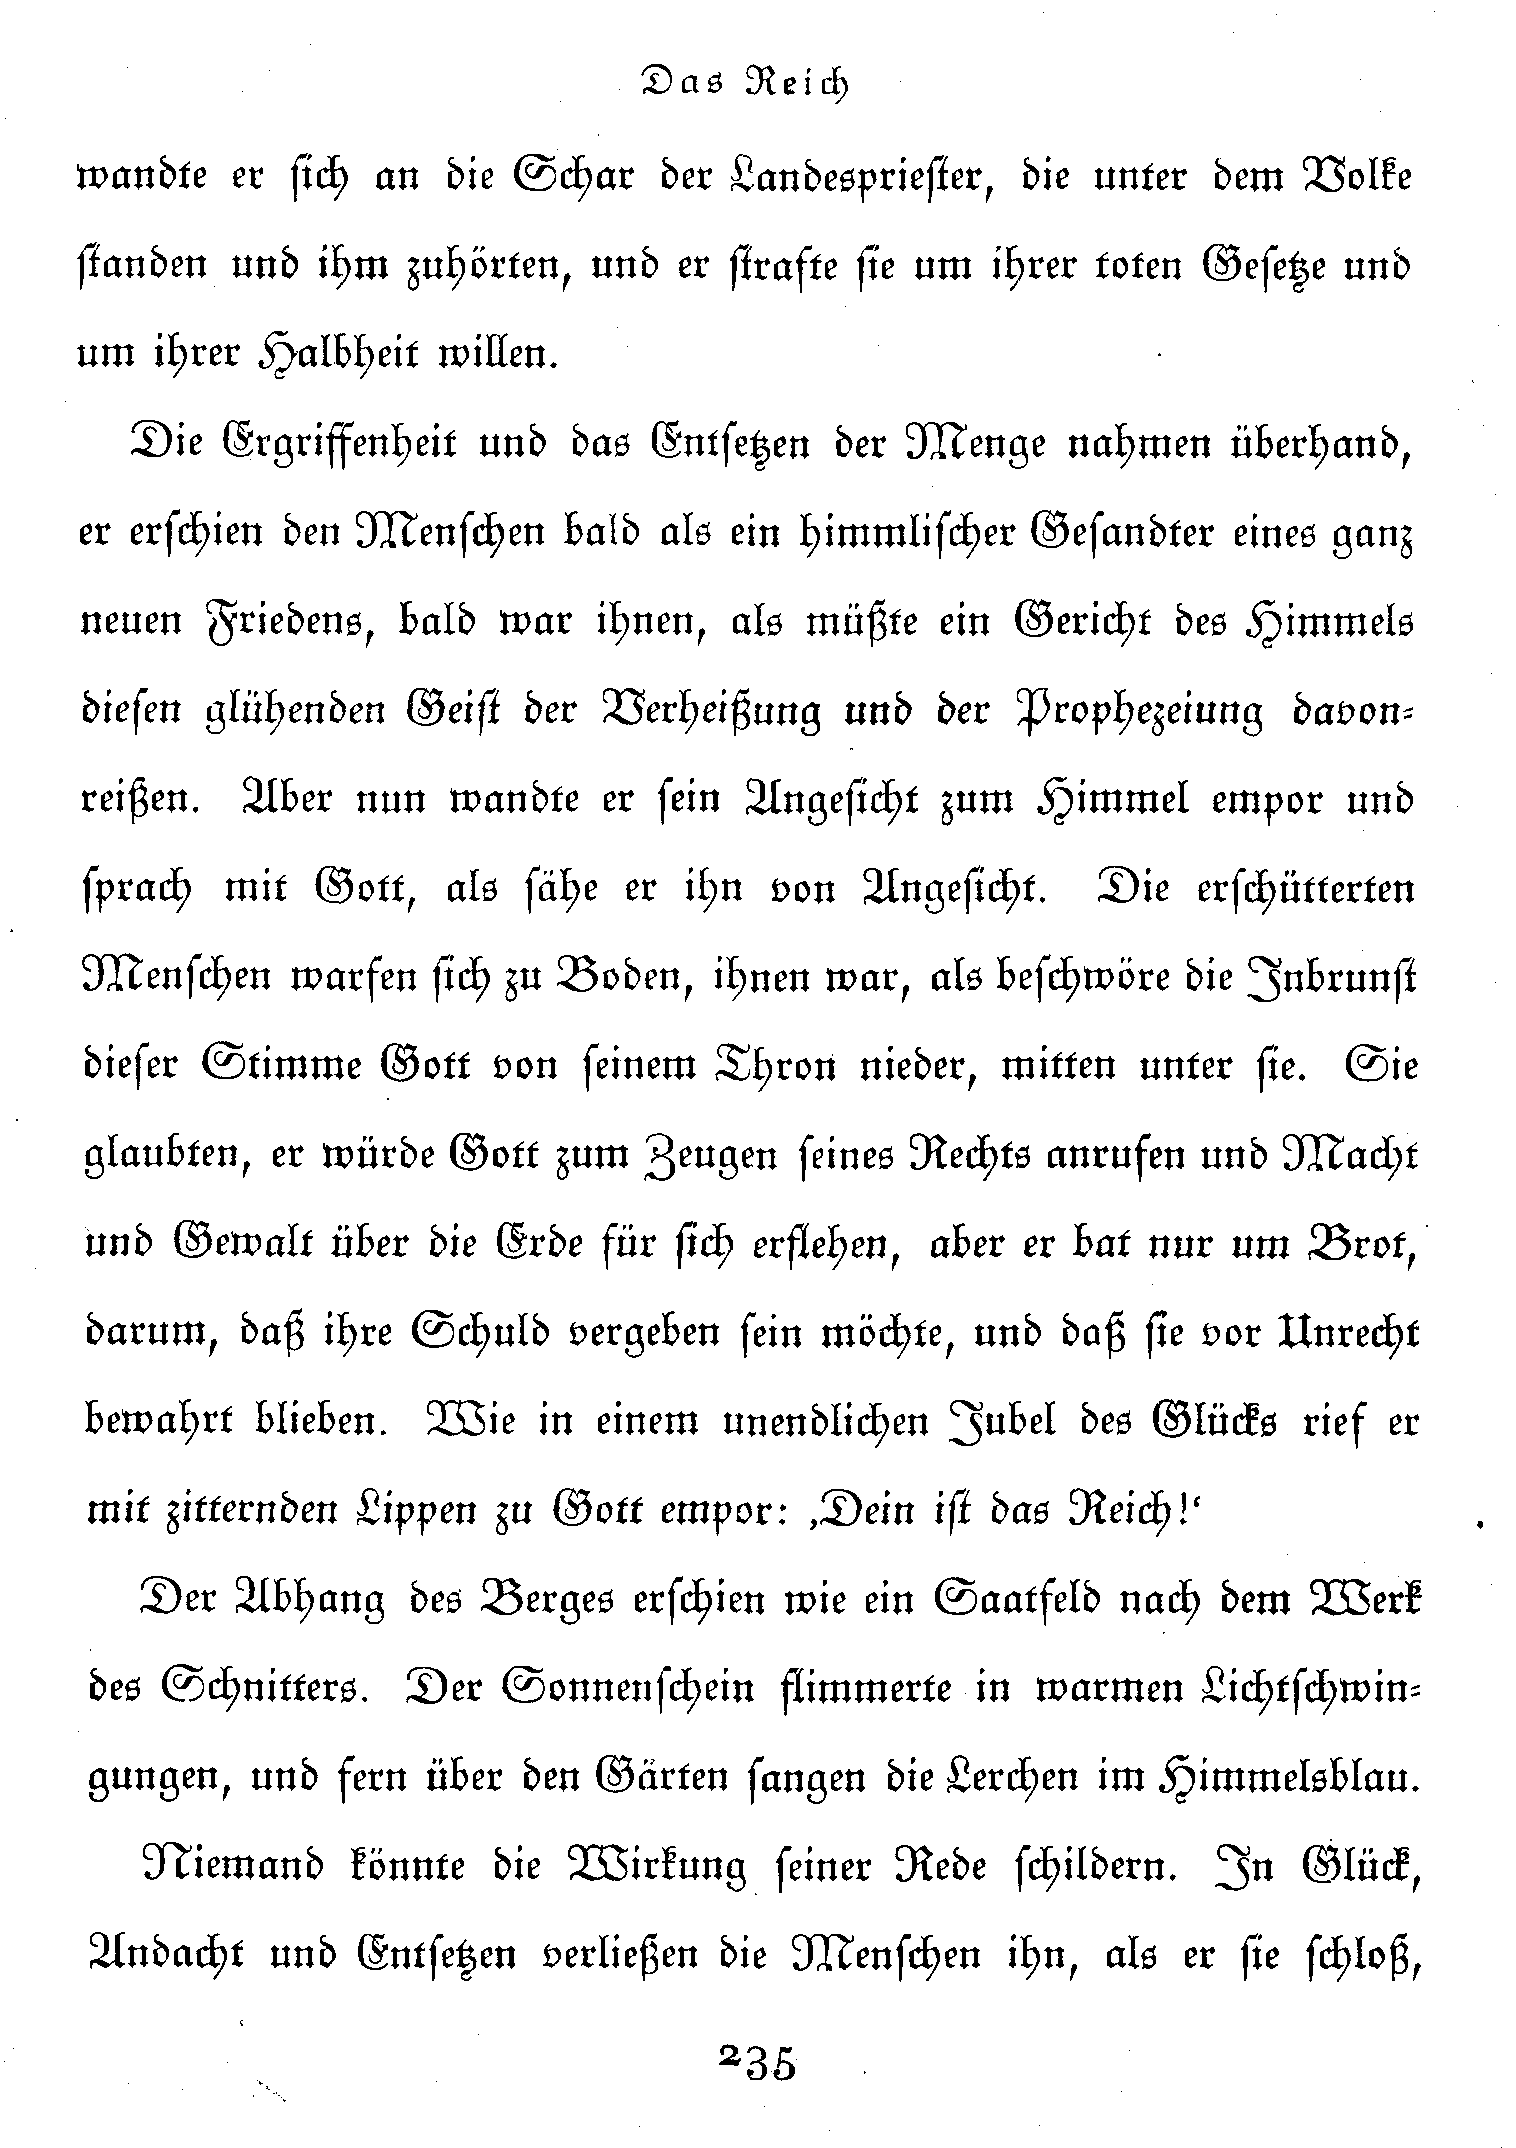 Das Reich
wandte er sich an die Schar der Landespriester, die unter dem Volke
standen und ihm zuhörten, und er strafte sie um ihrer toten Gesetze und
um ihrer Halbheit willen.
Die Ergriffenheit und das Entsetzen der Menge nahmen überhand,
er erschien den Menschen bald als ein himmlischer Gesandter eines ganz
neuen Friedens, bald war ihnen, als müßte ein Gericht des Himmels
diesen glühenden Geist der Verheißung und der Prophezeiung davon-
reißen. Aber nun wandte er sein Angesicht zum Himmel empor und
sprach mit Gott, als sähe er ihn von Angesicht. Die erschütterten
Menschen warfen sich zu Boden, ihnen war, als beschwöre die Inbrunst
dieser Stimme Gott von seinem Thron nieder, mitten unter sie. Sie
glaubten, er würde Gott zum Zeugen seines Rechts anrufen und Macht
und Gewalt über die Erde für sich erflehen, aber er bat nur um Brot,
darum, daß ihre Schuld vergeben sein möchte, und daß sie vor Unrecht
bewahrt blieben. Wie in einem unendlichen Jubel des Glücks rief er
mit zitternden Lippen zu Gott empor: ‚Dein ist das Reich!‘
Der Abhang des Berges erschien wie ein Saatfeld nach dem Werk
des Schnitters. Der Sonnenschein flimmerte in warmen Lichtschwin-
gungen, und fern über den Gärten sangen die Lerchen im Himmelsblau.
Niemand könnte die Wirkung seiner Rede schildern. In Glück,
Andacht und Entsetzen verließen die Menschen ihn, als er sie schloß,
235